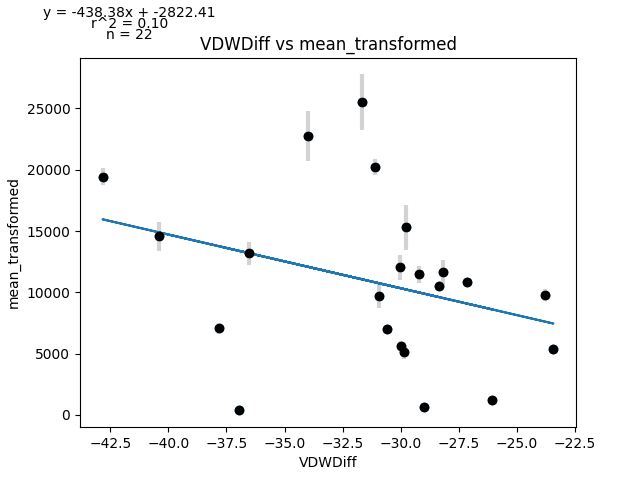 y = -438.38x + -2822.41
r^2 = 0.10
n = 22
VDWDiff vs mean_transformed
mean_transformed
25000
20000
15000
10000
5000
0
−42.5 −40.0 −37.5 −35.0 −32.5 −30.0 −27.5 −25.0 −22.5
VDWDiff